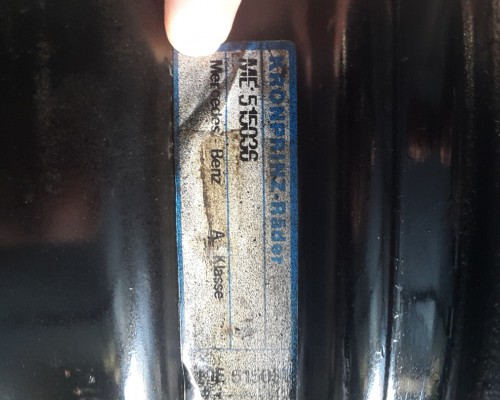 KRONPRINZ-Räder
ME 515036
Mercedes Benz A Klasse